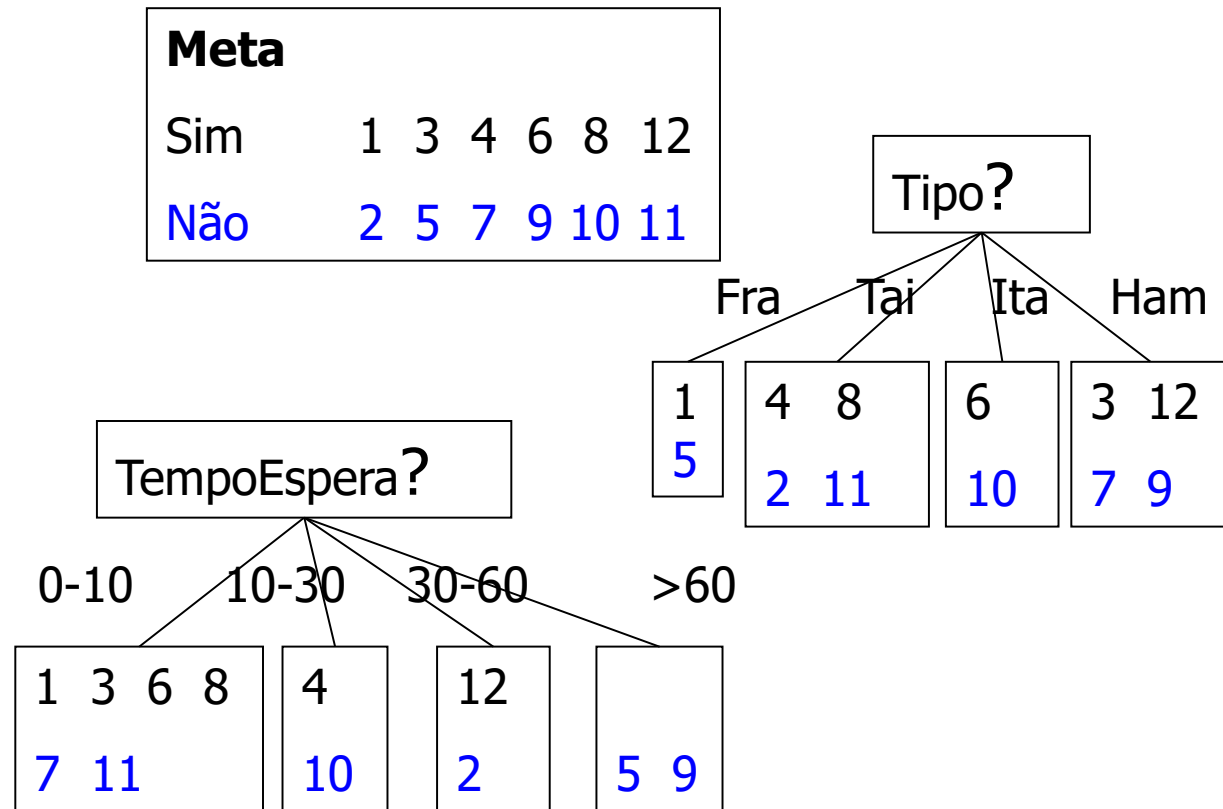 Meta
Sim 1 3 4 6 8 12
Não 2 5 7 9 10 11
Tipo?
Fra Tai Ita Ham
1 4 8 6 3 12
5 2 11 10 7 9
TempoEspera?
0-10 10-30 30-60 >60
1 3 6 8 4 12
7 11 10 2 5 9